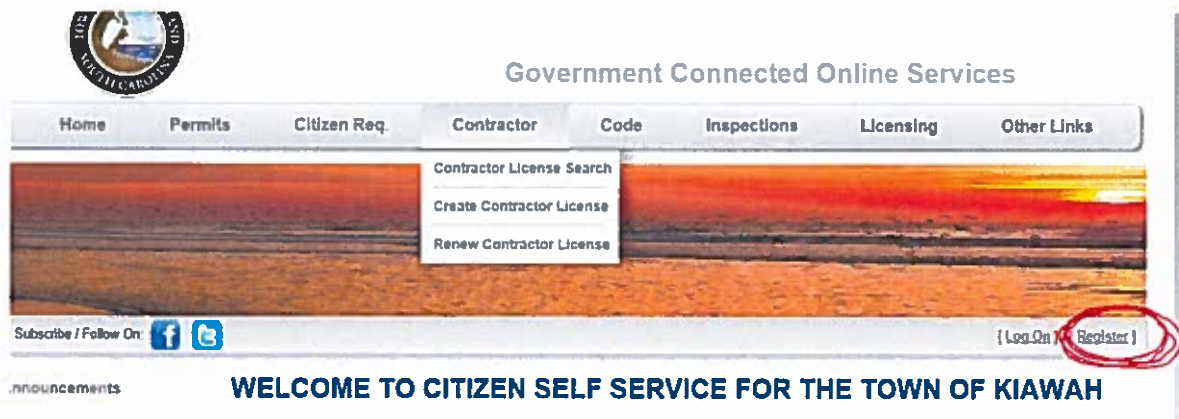 SOUTH CAROLINA
Government Connected Online Services
Home Permits Citizen Req. Contractor Code Inspections Licensing Other Links
Contractor License Search
Create Contractor License
Renew Contractor License
Subscribe / Follow On:
[ Log On ] [ Register ]
nnouncements
WELCOME TO CITIZEN SELF SERVICE FOR THE TOWN OF KIAWAH